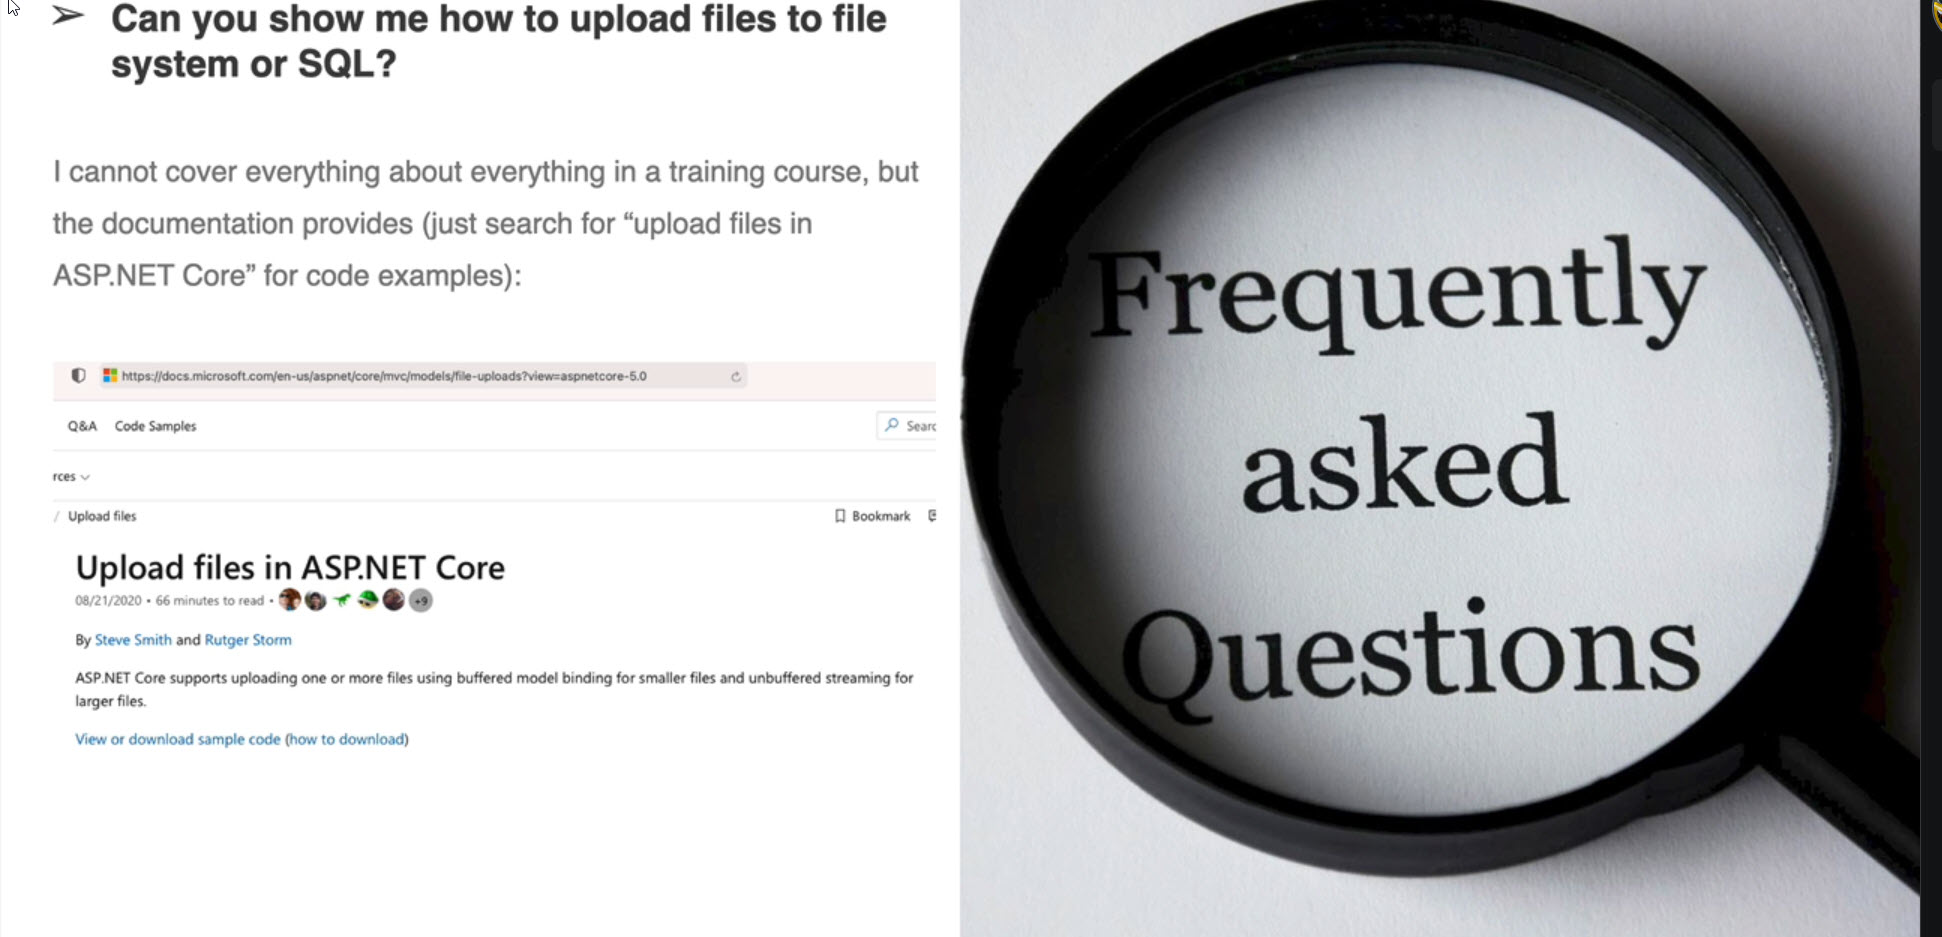 ➢ Can you show me how to upload files to file
system or SQL?
I cannot cover everything about everything in a training course, but
the documentation provides (just search for “upload files in
ASP.NET Core” for code examples):
https://docs.microsoft.com/en-us/aspnet/core/mvc/models/file-uploads?view=aspnetcore-5.0
Q&A Code Samples
Searc
rces
/ Upload files
Bookmark
Upload files in ASP.NET Core
08/21/2020 • 66 minutes to read • +9
By Steve Smith and Rutger Storm
ASP.NET Core supports uploading one or more files using buffered model binding for smaller files and unbuffered streaming for
larger files.
View or download sample code (how to download)
Frequently
asked
Questions